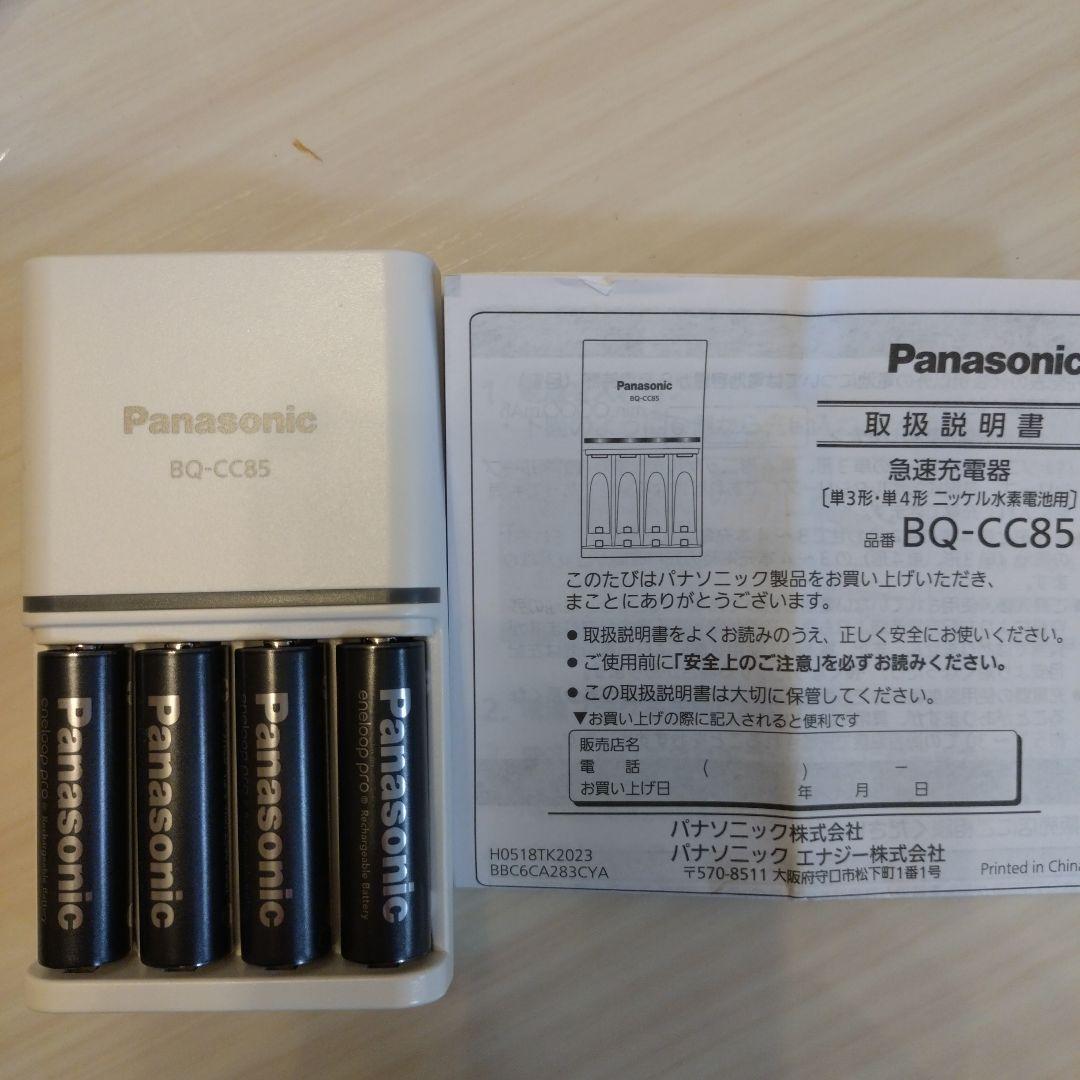 Panasonic
BQ-CC85
Panasonic
eneloop pro
Panasonic
eneloop pro
Panasonic
eneloop pro
Panasonic
eneloop pro® Rechargeable Battery
Panasonic
BQ-CC85
Panasonic
取扱説明書
急速充電器
〔単3形・単4形 ニッケル水素電池用〕
品番 BQ-CC85
このたびはパナソニック製品をお買い上げいただき、
まことにありがとうございます。
● 取扱説明書をよくお読みのうえ、正しく安全にお使いください。
● ご使用前に「安全上のご注意」を必ずお読みください。
● この取扱説明書は大切に保管してください。
▼お買い上げの際に記入されると便利です
販売店名
電 話 ( ) ー
お買い上げ日 年 月 日
パナソニック株式会社
パナソニック エナジー株式会社
〒570-8511 大阪府守口市松下町1番1号
H0518TK2023
BBC6CA283CYA
Printed in China